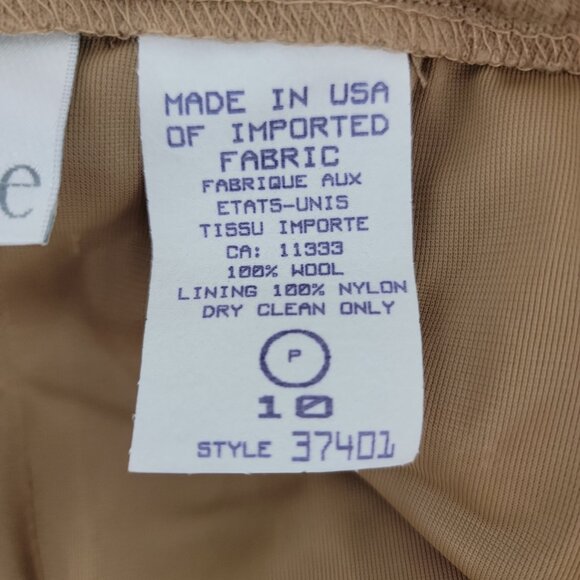 e
MADE IN USA
OF IMPORTED
FABRIC
FABRIQUE AUX
ETATS-UNIS
TISSU IMPORTE
CA: 11333
100% WOOL
LINING 100% NYLON
DRY CLEAN ONLY
P
10
STYLE 37401